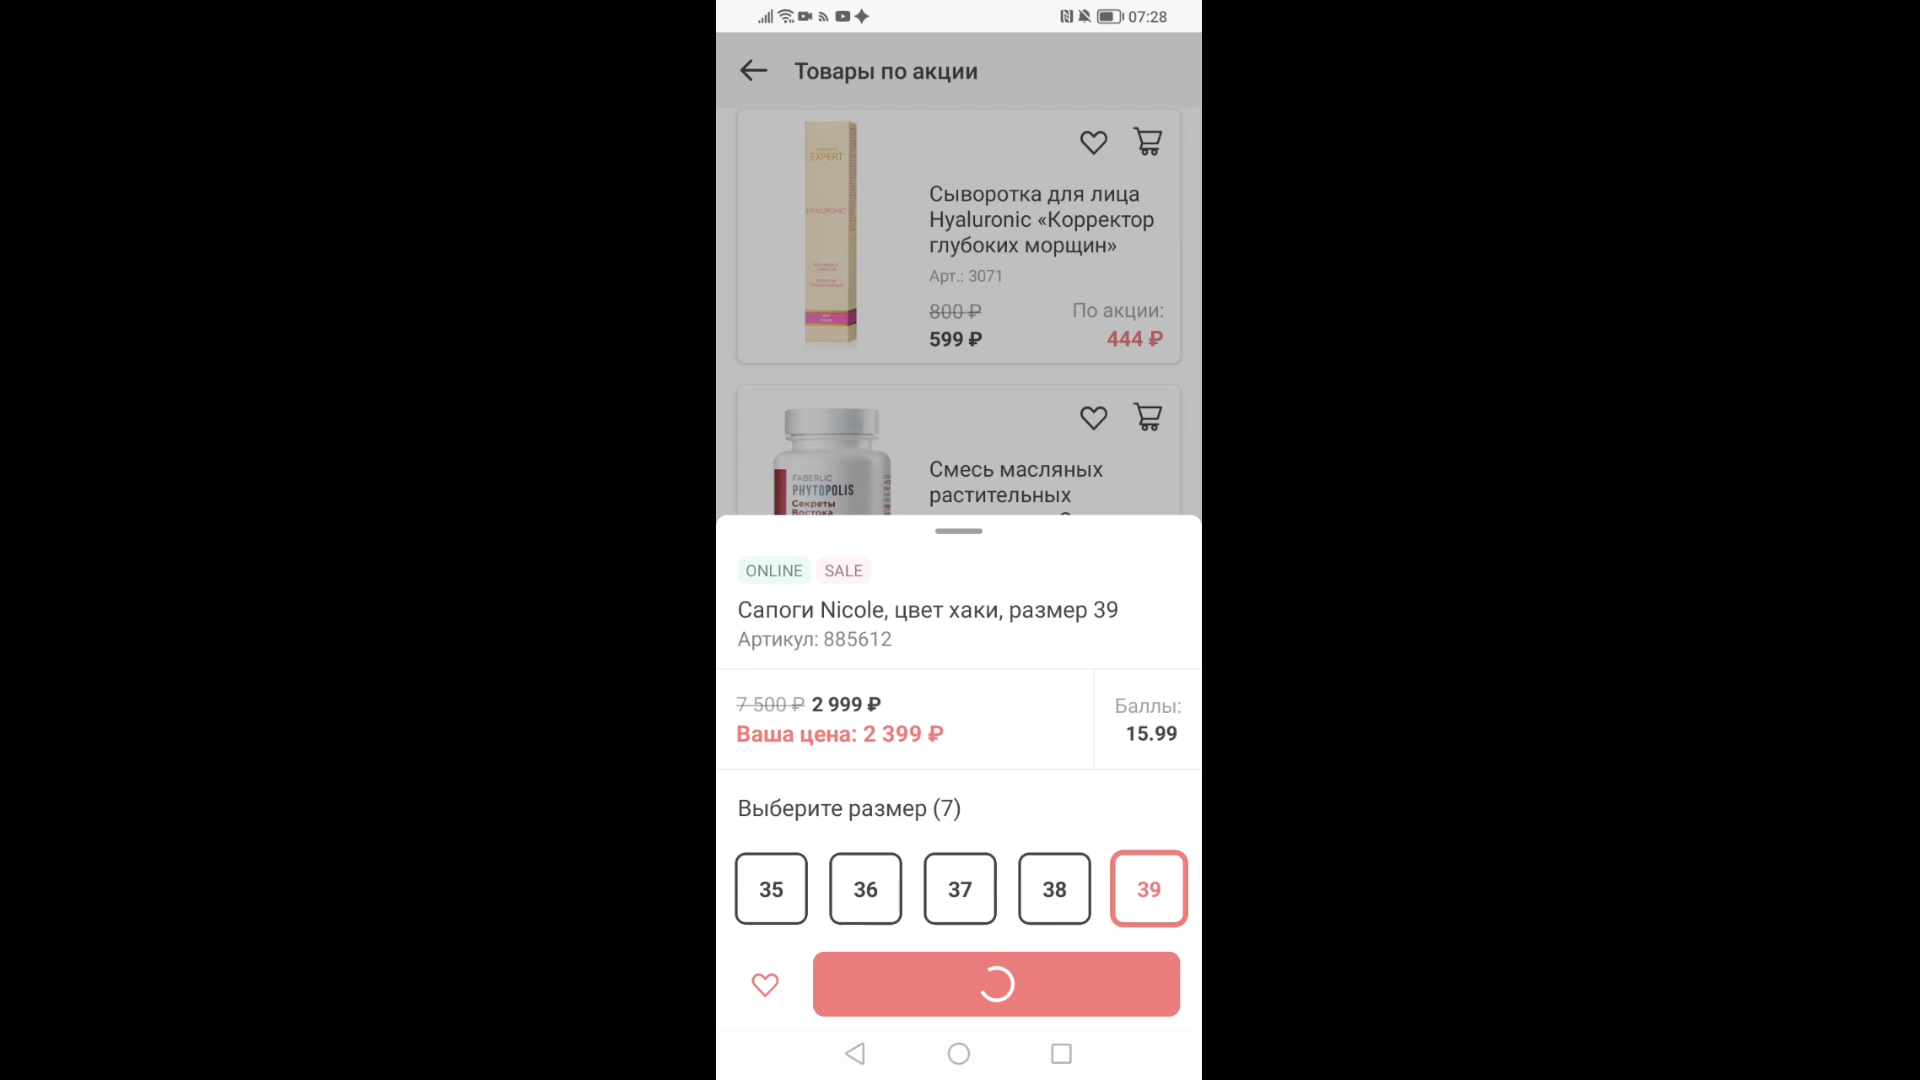 07:28
Товары по акции
EXPERT
HYALURONIC
Сыворотка для лица
Hyaluronic «Корректор
глубоких морщин»
Арт.: 3071
800 ₽
По акции:
599 ₽
444 ₽
FABERLIC
PHYTOPOLIS
Секреты
Востока
Смесь масляных
растительных
ONLINE
SALE
Сапоги Nicole, цвет хаки, размер 39
Артикул: 885612
7 500 ₽ 2 999 ₽
Баллы:
Ваша цена: 2 399 ₽
15.99
Выберите размер (7)
35
36
37
38
39